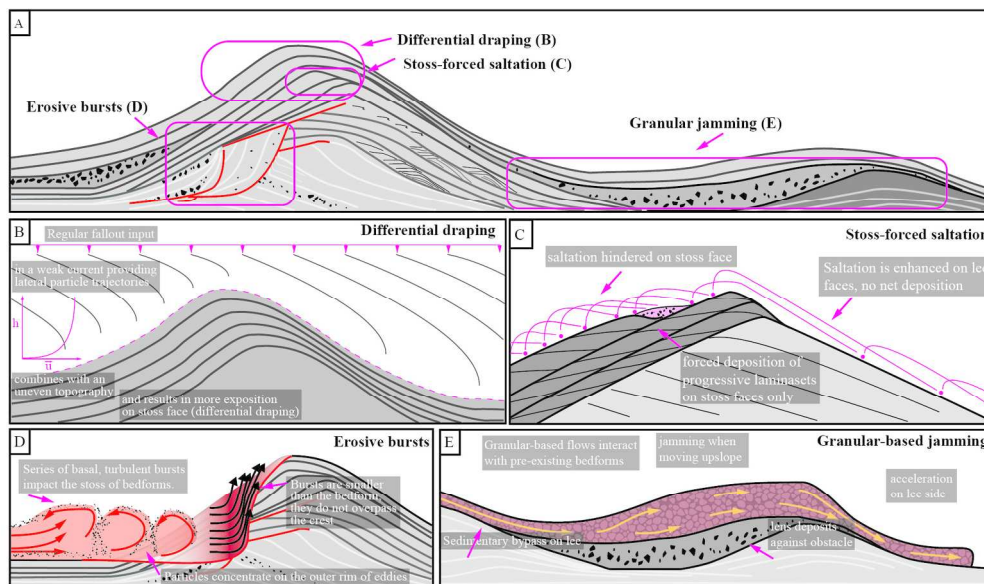 A
Differential draping (B)
Stoss-forced saltation (C)
Erosive bursts (D)
Granular jamming (E)
B
Regular fallout input
Differential draping
in a weak current providing
lateral particle trajectories
h
u
combines with an
uneven topography
and results in more exposition
on stoss face (differential draping)
C
Stoss-forced saltation
saltation hindered on stoss face
Saltation is enhanced on lee
faces, no net deposition
forced deposition of
progressive laminasets
on stoss faces only
D
Erosive bursts
Series of basal, turbulent bursts
impact the stoss of bedforms.
Bursts are smaller
than the bedform,
they do not overpass
the crest
Particles concentrate on the outer rim of eddies
E
Granular-based jamming
Granular-based flows interact
with pre-existing bedforms
jamming when
moving upslope
acceleration
on lee side
Sedimentary bypass on lee
lens deposits
against obstacle